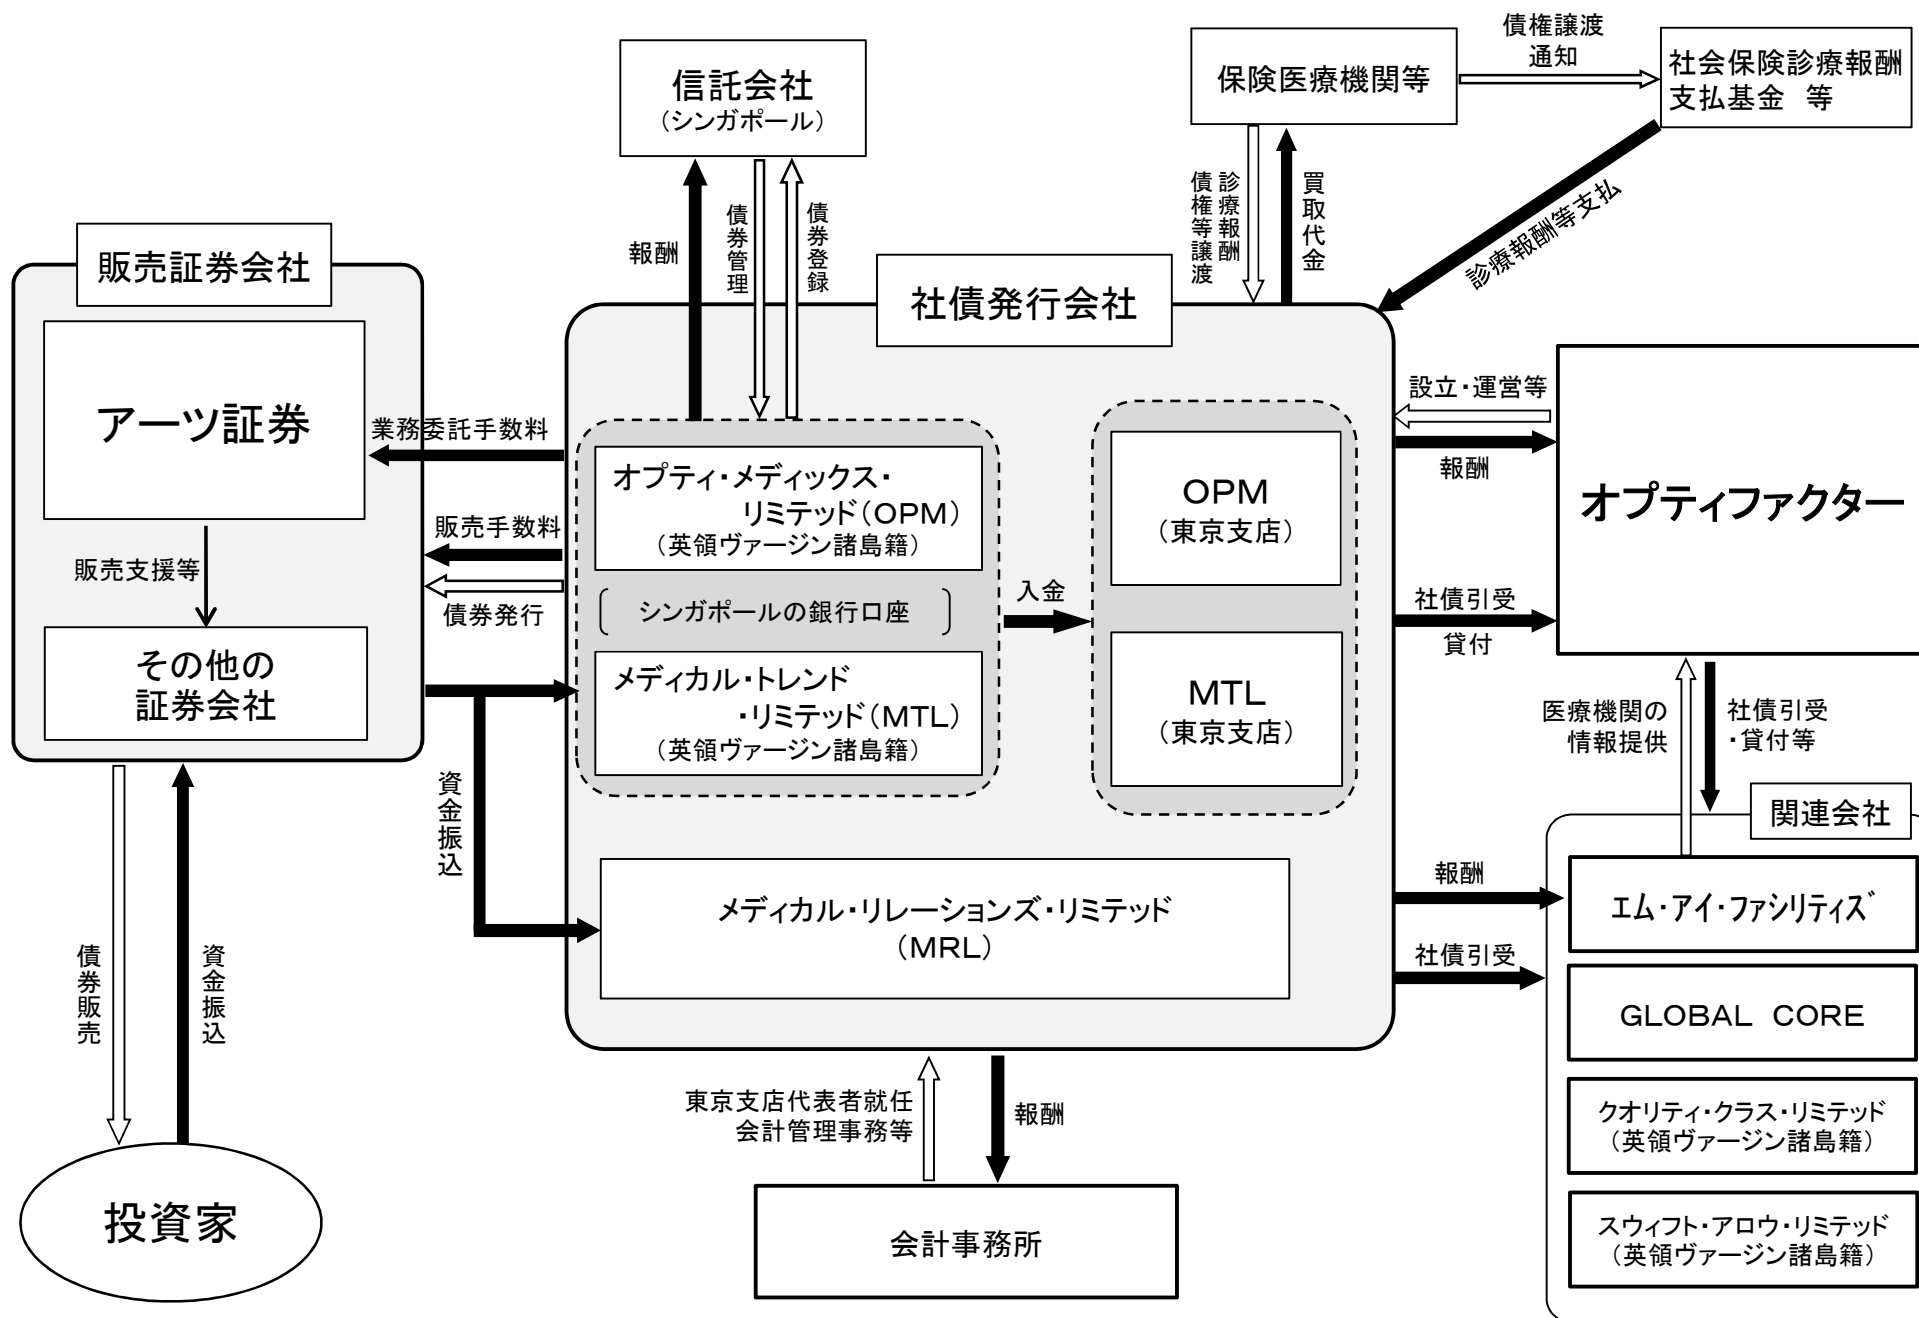 債権譲渡
通知
信託会社
（シンガポール）
保険医療機関等
社会保険診療報酬
支払基金　等
報酬
債券管理
債券登録
診療報酬
債権等譲渡
買取代金
診療報酬等支払
販売証券会社
アーツ証券
販売支援等
その他の
証券会社
業務委託手数料
販売手数料
債券発行
資金振込
債券販売
資金振込
投資家
社債発行会社
オプティ・メディックス・
リミテッド（ＯＰＭ）
（英領ヴァージン諸島籍）
シンガポールの銀行口座
メディカル・トレンド
・リミテッド（ＭＴＬ）
（英領ヴァージン諸島籍）
入金
ＯＰＭ
（東京支店）
ＭＴＬ
（東京支店）
メディカル・リレーションズ・リミテッド
（ＭＲＬ）
東京支店代表者就任
会計管理事務等
報酬
会計事務所
設立・運営等
報酬
オプティファクター
社債引受
貸付
医療機関の
情報提供
社債引受
・貸付等
関連会社
報酬
エム・アイ・ファシリティズ
社債引受
ＧＬＯＢＡＬ　ＣＯＲＥ
クオリティ・クラス・リミテッド
（英領ヴァージン諸島籍）
スウィフト・アロウ・リミテッド
（英領ヴァージン諸島籍）